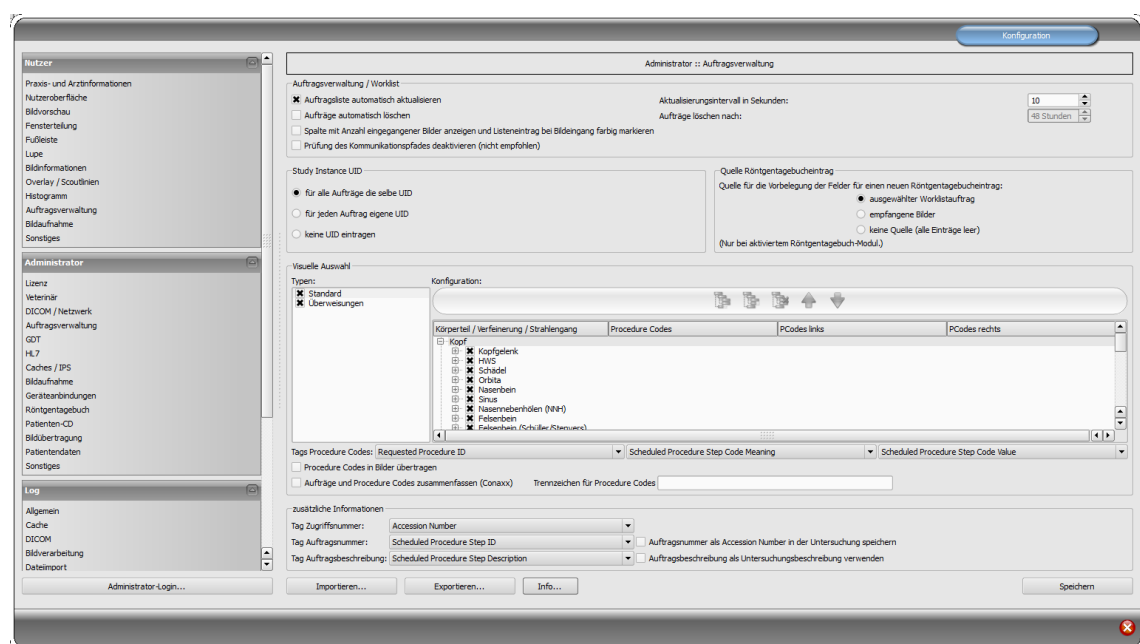 Konfiguration
Nutzer
Praxis- und Arztinformationen
Nutzeroberfläche
Bildvorschau
Fensterteilung
Fußleiste
Lupe
Bildinformationen
Overlay / Scoutlinien
Histogramm
Auftragsverwaltung
Bildaufnahme
Sonstiges
Administrator
Lizenz
Veterinär
DICOM / Netzwerk
Auftragsverwaltung
GDT
HL7
Caches / IPS
Bildaufnahme
Geräteanbindungen
Röntgentagebuch
Patienten-CD
Bildübertragung
Patientendaten
Sonstiges
Log
Allgemein
Cache
DICOM
Bildverarbeitung
Dateiimport
Administrator-Login...
Administrator :: Auftragsverwaltung
Auftragsverwaltung / Worklist
Auftragsliste automatisch aktualisieren
Aktualisierungsintervall in Sekunden: 10
Aufträge automatisch löschen
Aufträge löschen nach: 48 Stunden
Spalte mit Anzahl eingegangener Bilder anzeigen und Listeneintrag bei Bildeingang farbig markieren
Prüfung des Kommunikationspfades deaktivieren (nicht empfohlen)
Study Instance UID
für alle Aufträge die selbe UID
für jeden Auftrag eigene UID
keine UID eintragen
Quelle Röntgentagebucheintrag
Quelle für die Vorbelegung der Felder für einen neuen Röntgentagebucheintrag:
ausgewählter Worklistauftrag
empfangene Bilder
keine Quelle (alle Einträge leer)
(Nur bei aktiviertem Röntgentagebuch-Modul.)
Visuelle Auswahl
Typen:
Standard
Überweisungen
Konfiguration:
Körperteil / Verfeinerung / Strahlengang Procedure Codes PCodes links PCodes rechts
Kopf
Kopfgelenk
HWS
Schädel
Orbita
Nasenbein
Sinus
Nasennebenhölen (NNH)
Felsenbein
Felsenbein (Schüller/Stenvers)
Tags Procedure Codes: Requested Procedure ID Scheduled Procedure Step Code Meaning Scheduled Procedure Step Code Value
Procedure Codes in Bilder übertragen
Aufträge und Procedure Codes zusammenfassen (Conaxx) Trennzeichen für Procedure Codes
zusätzliche Informationen
Tag Zugriffsnummer: Accession Number
Tag Auftragsnummer: Scheduled Procedure Step ID Auftragsnummer als Accession Number in der Untersuchung speichern
Tag Auftragsbeschreibung: Scheduled Procedure Step Description Auftragsbeschreibung als Untersuchungsbeschreibung verwenden
Importieren... Exportieren... Info... Speichern